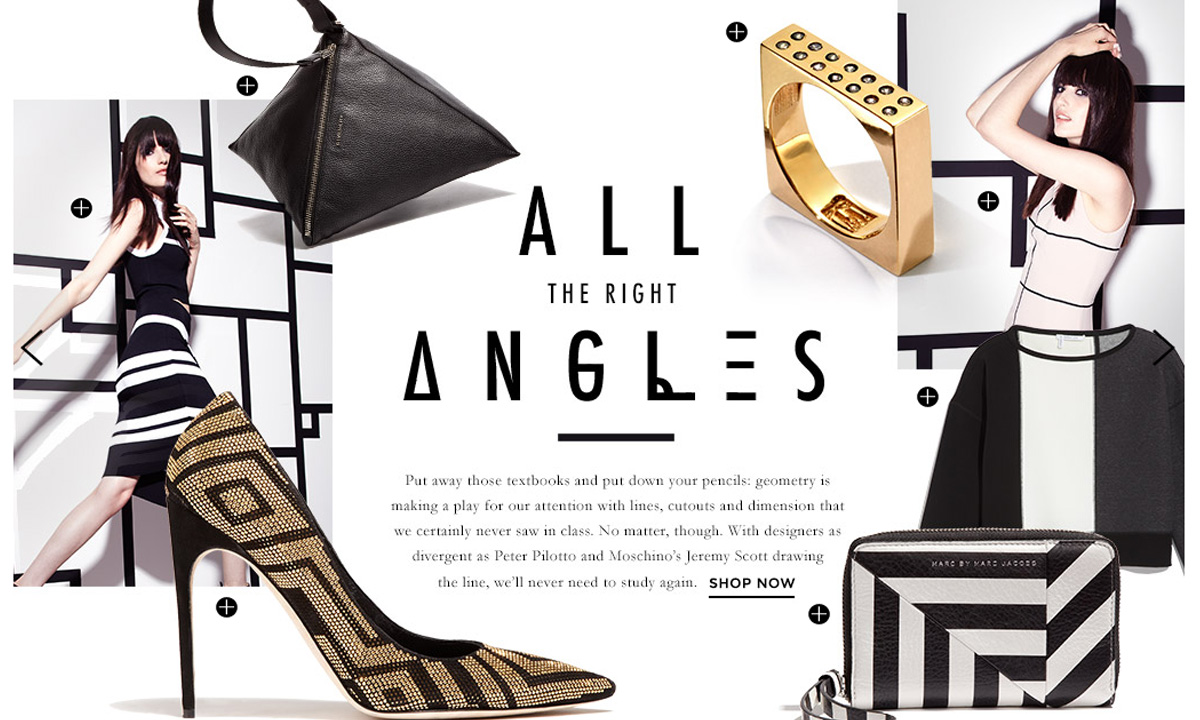 ALL
THE RIGHT
ANGLES
Put away those textbooks and put down your pencils: geometry is
making a play for our attention with lines, cutouts and dimension that
we certainly never saw in class. No matter, though. With designers as
divergent as Peter Pilotto and Moschino's Jeremy Scott drawing
the line, we'll never need to study again. SHOP NOW
MARC BY MARC JACOBS